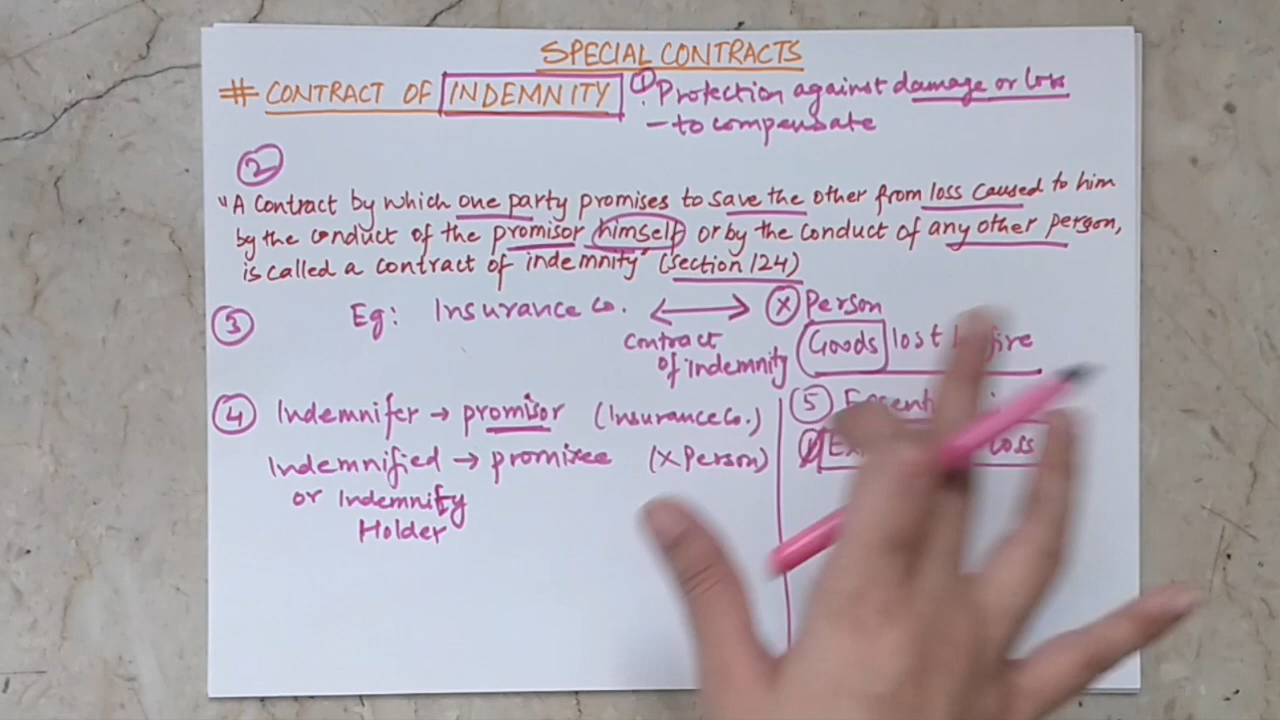 SPECIAL CONTRACTS
# CONTRACT OF INDEMNITY ① : Protection against damage or loss
- to compensate
②
"A contract by which one party promises to save the other from loss caused to him
by the conduct of the promisor himself or by the conduct of any other person,
is called a contract of indemnity" (Section 124)
③ Eg: Insurance Co. ⟷ X Person
contract of indemnity
Goods lost
④ Indemnifer → promisor (Insurance Co.)
Indemnified → promisee (X Person)
or Indemnity
Holder
⑤
loss